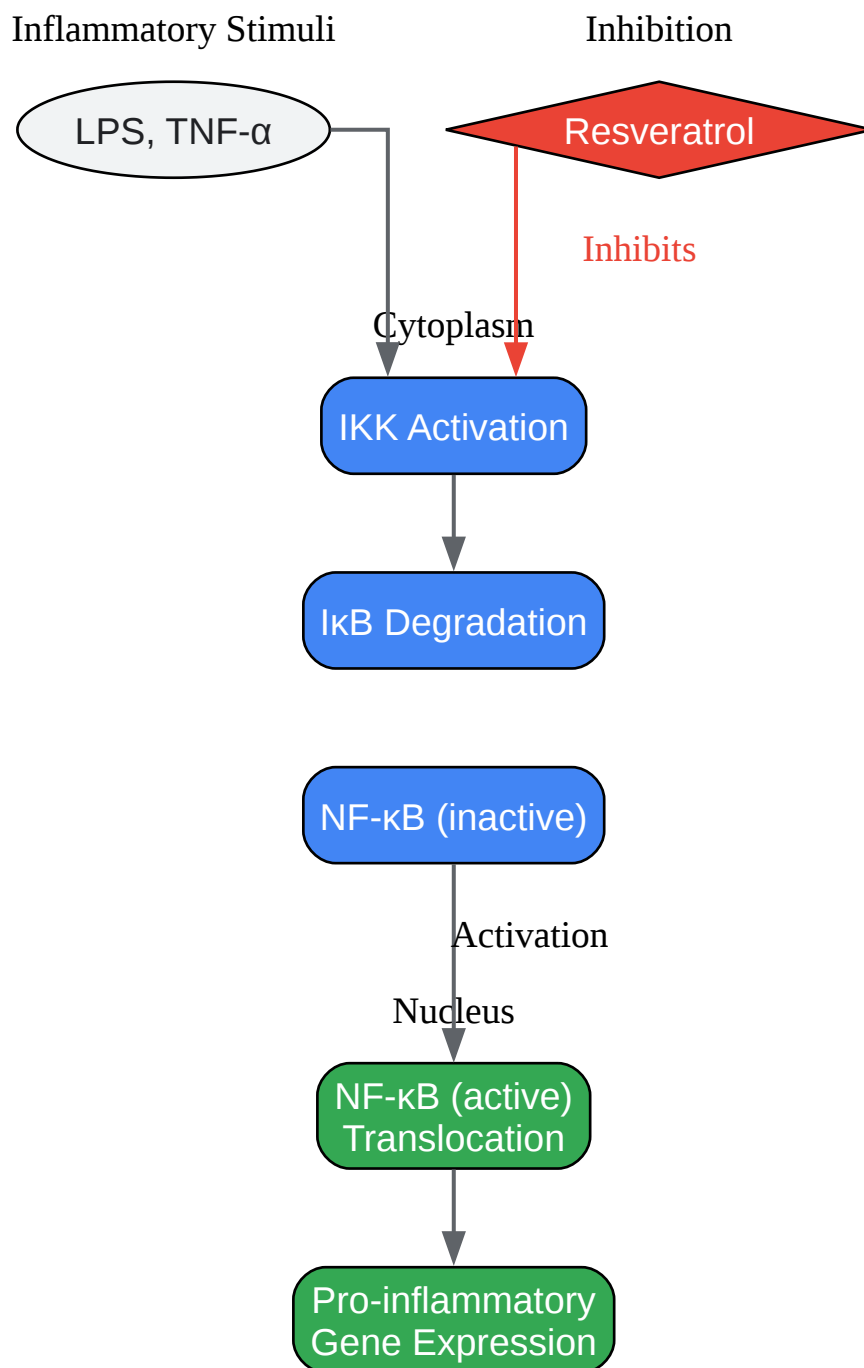 Inflammatory Stimuli
Inhibition
LPS, TNF-α
Resveratrol
Inhibits
Cytoplasm
IKK Activation
IκB Degradation
NF-κB (inactive)
Activation
Nucleus
NF-κB (active)
Translocation
Pro-inflammatory
Gene Expression